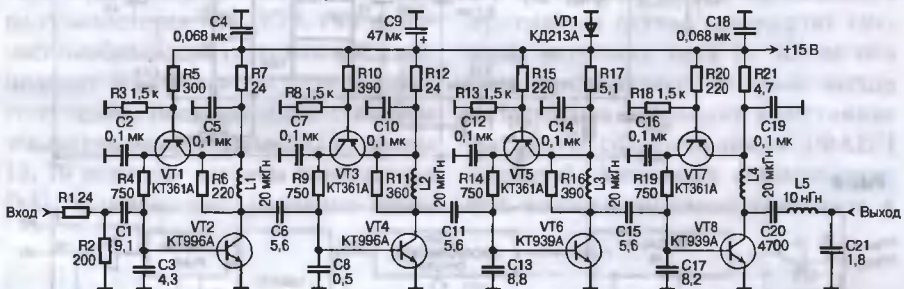 C4
0,068 мк
C9
47 мк
+
VD1
КД213А
C18
0,068 мк
+15 В
R5
300
R7
24
R10
390
R12
24
R15
220
R17
5,1
R20
220
R21
4,7
R3 1,5 к
R8 1,5 к
R13 1,5 к
R18 1,5 к
C2
0,1 мк
C5
0,1 мк
C7
0,1 мк
C10
0,1 мк
C12
0,1 мк
C14
0,1 мк
C16
0,1 мк
C19
0,1 мк
VT1
КТ361А
VT3
КТ361А
VT5
КТ361А
VT7
КТ361А
R4
750
R6
220
L1
20 мкГн
R9
750
R11
360
L2
20 мкГн
R14
750
R16
390
L3
20 мкГн
R19
750
L4
20 мкГн
L5
10 нГн
Вход
R1 24
R2
200
C1
9,1
VT2
КТ996А
C6
5,6
VT4
КТ996А
C11
5,6
VT6
КТ939А
C15
5,6
VT8
КТ939А
C20
4700
Выход
C3
4,3
C8
0,5
C13
8,8
C17
8,2
C21
1,8